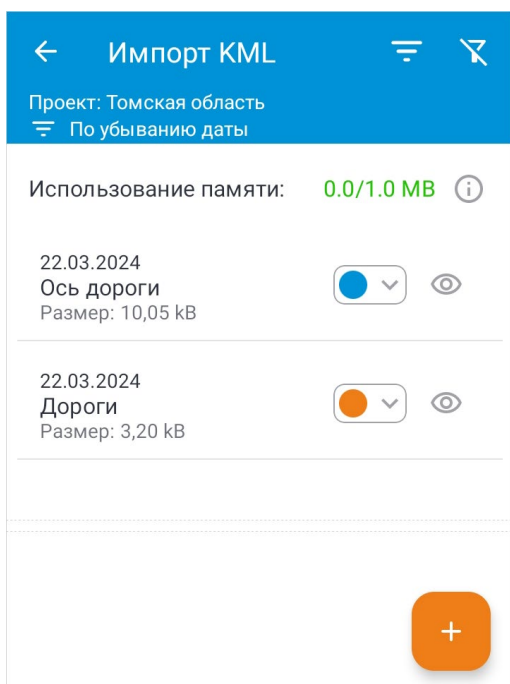 Импорт KML
Проект: Томская область
По убыванию даты
Использование памяти: 0.0/1.0 MB
22.03.2024
Ось дороги
Размер: 10,05 kB
22.03.2024
Дороги
Размер: 3,20 kB